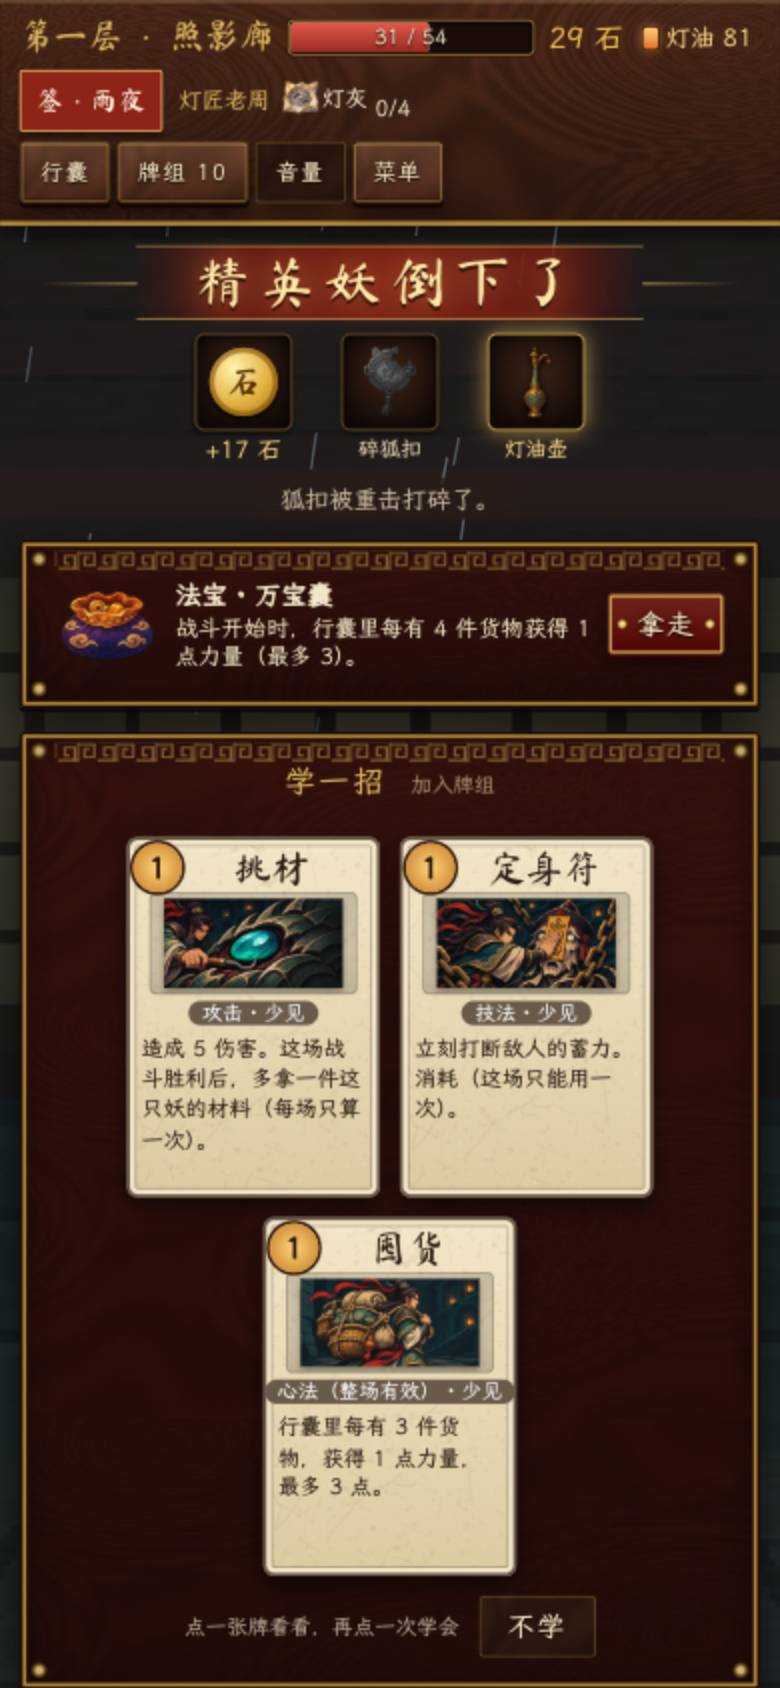 第一层 · 照影廊 31 / 54 29 石 灯油 81
签 · 雨夜 灯匠老周 灯灰 0/4
行囊 牌组 10 音量 菜单
精英妖倒下了
石
+17 石 碎狐扣 灯油壶
狐扣被重击打碎了。
法宝·万宝囊
战斗开始时，行囊里每有 4 件货物获得 1
点力量（最多 3）。
拿走
学一招 加入牌组
1 挑材
攻击·少见
造成 5 伤害。这场战
斗胜利后，多拿一件这
只妖的材料（每场只算
一次）。
1 定身符
技法·少见
立刻打断敌人的蓄力。
消耗（这场只能用一
次）。
1 囤货
心法（整场有效）·少见
行囊里每有 3 件货
物，获得 1 点力量，
最多 3 点。
点一张牌看看，再点一次学会 不学